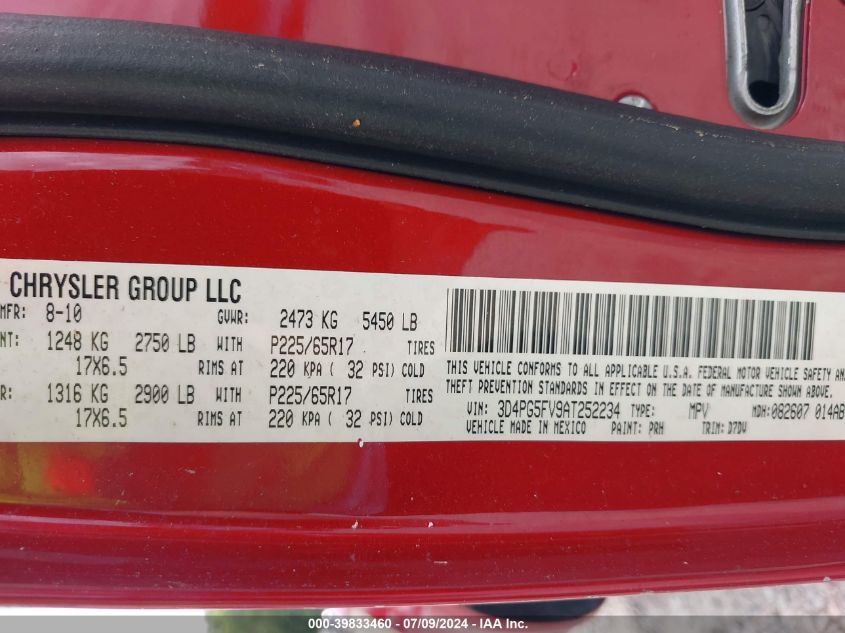 CHRYSLER GROUP LLC
MFR: 8-10 GVWR: 2473 KG 5450 LB
NT: 1248 KG 2750 LB WITH P225/65R17 TIRES
17X6.5 RIMS AT 220 KPA ( 32 PSI) COLD
R: 1316 KG 2900 LB WITH P225/65R17 TIRES
17X6.5 RIMS AT 220 KPA ( 32 PSI) COLD
THIS VEHICLE CONFORMS TO ALL APPLICABLE U.S.A. FEDERAL MOTOR VEHICLE SAFETY AN
THEFT PREVENTION STANDARDS IN EFFECT ON THE DATE OF MANUFACTURE SHOWN ABOVE.
VIN: 3D4PG5FV9AT252234 TYPE: MPV MDH:082607 014AB
VEHICLE MADE IN MEXICO PAINT: PRH TRIM: D7DV
000-39833460 - 07/09/2024 - IAA Inc.